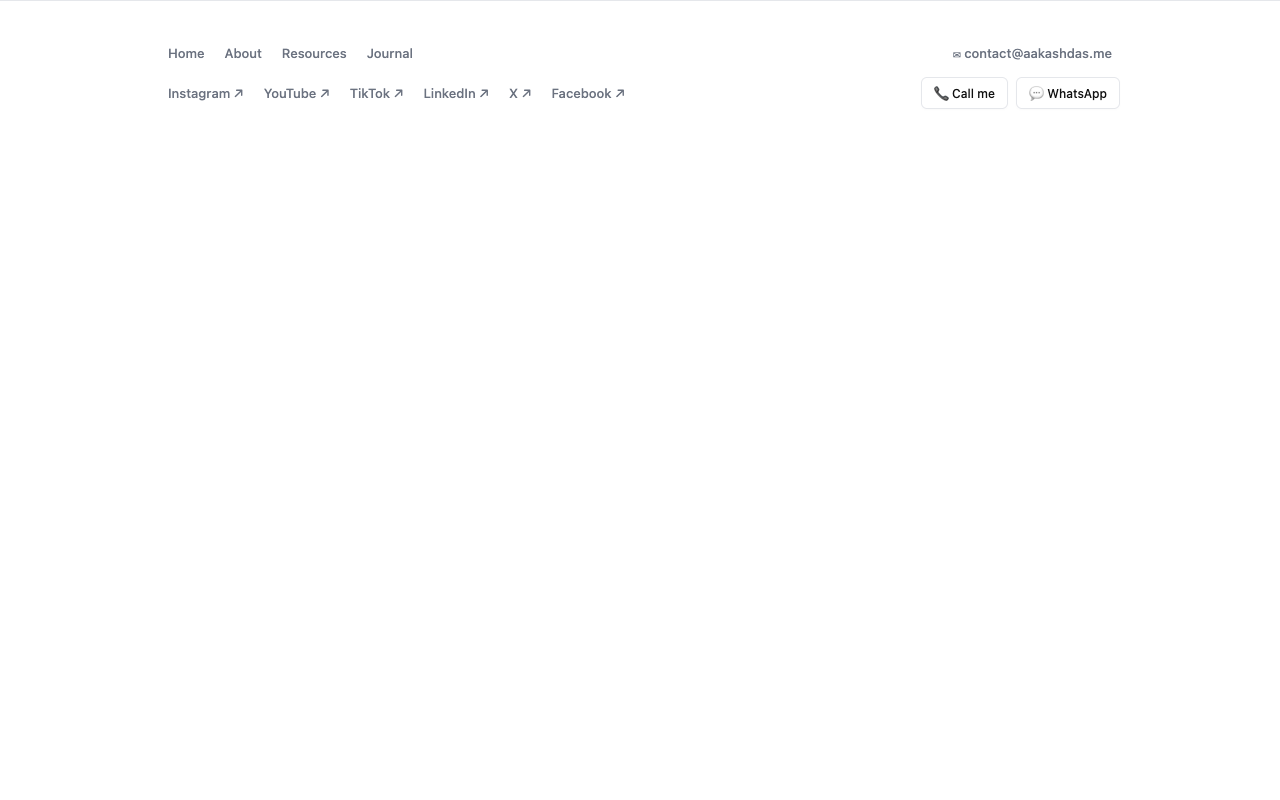 Home About Resources Journal ✉ contact@aakashdas.me
Instagram ↗ YouTube ↗ TikTok ↗ LinkedIn ↗ X ↗ Facebook ↗ 📞 Call me 💬 WhatsApp